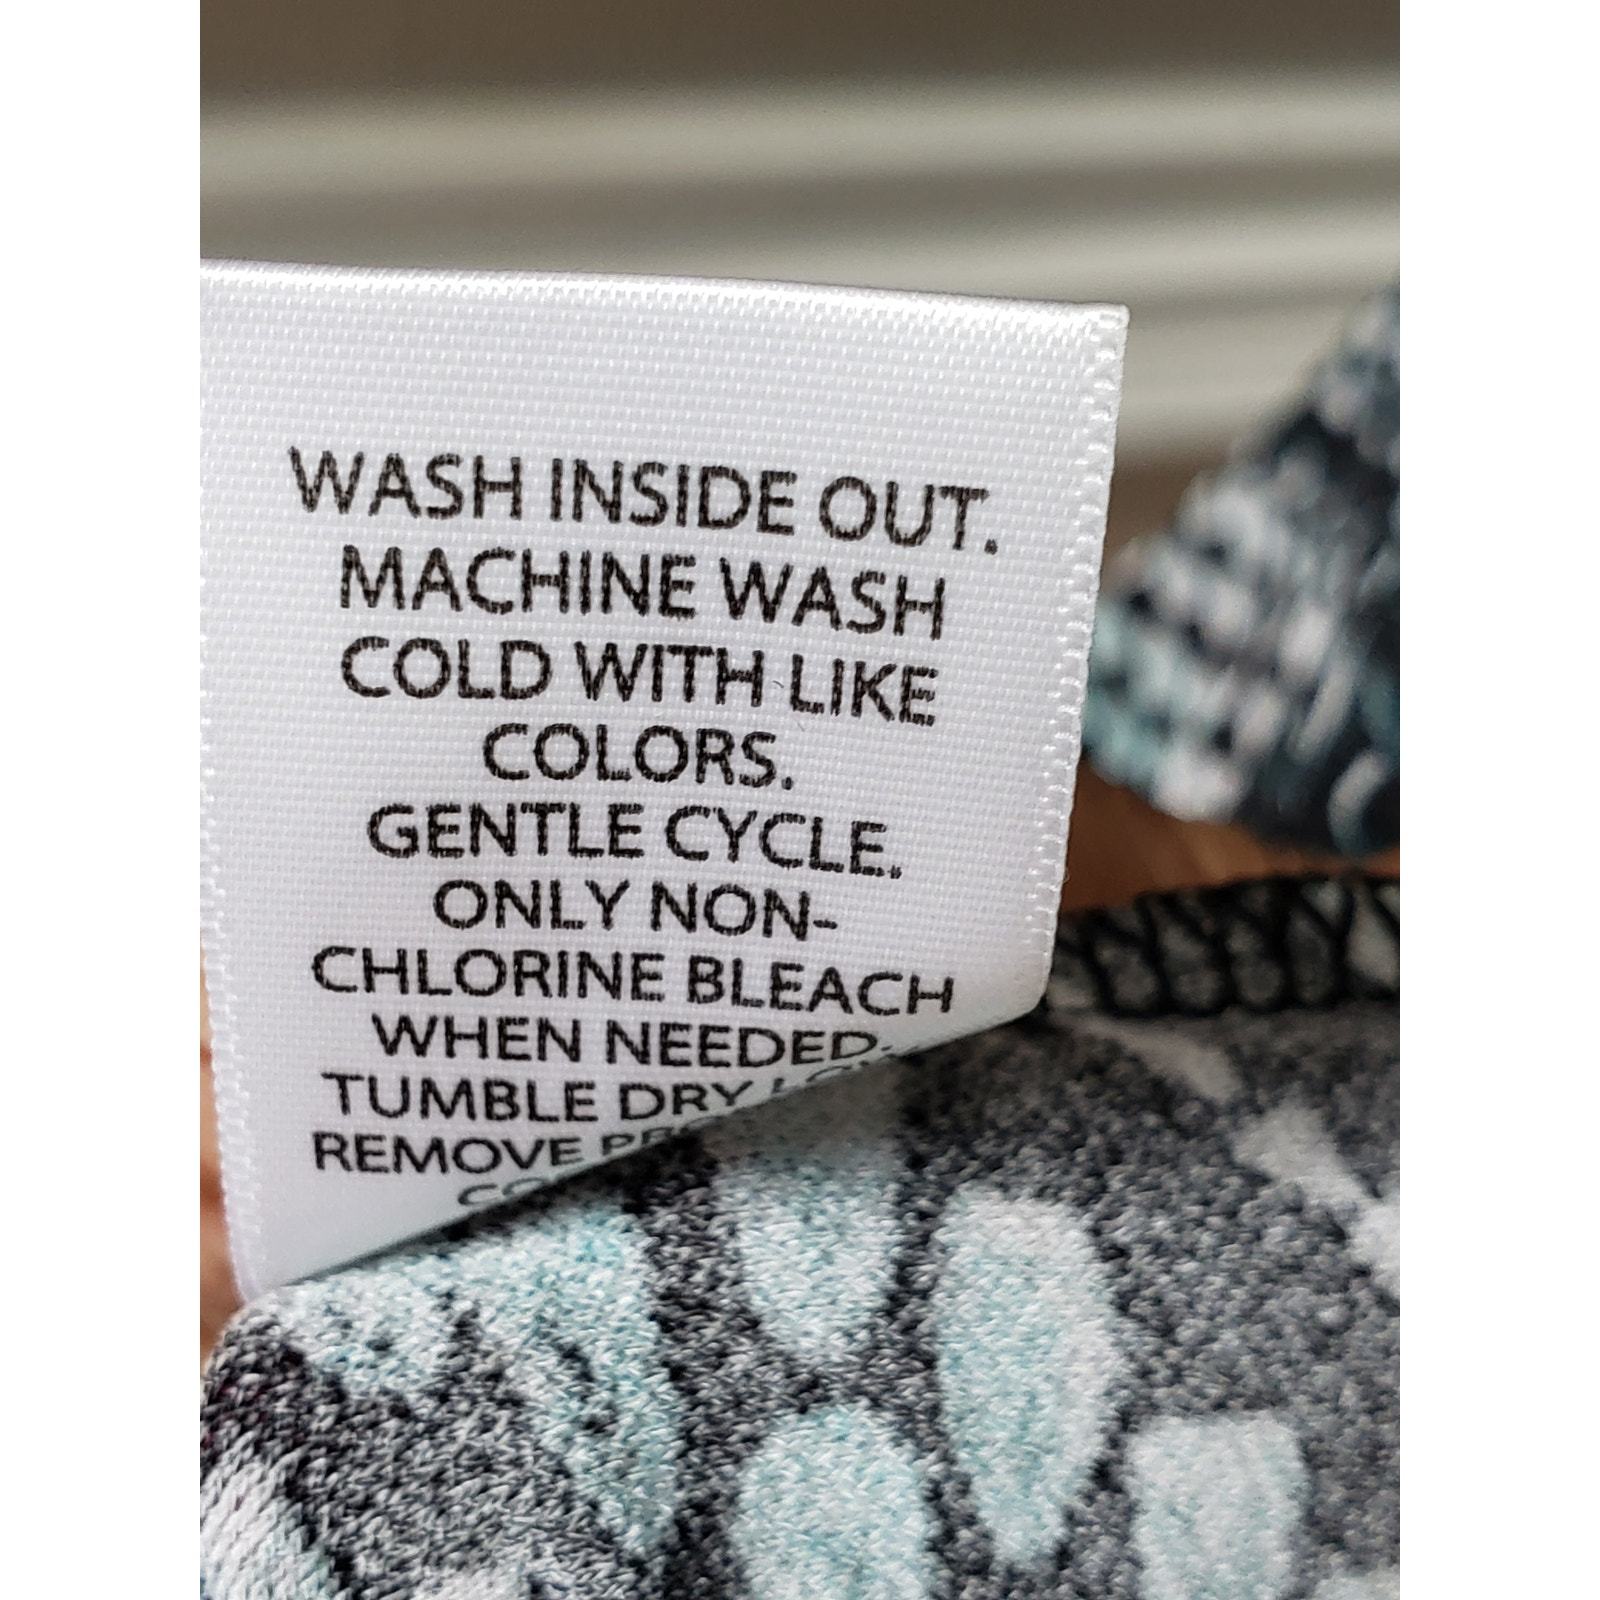 WASH INSIDE OUT.
MACHINE WASH
COLD WITH LIKE
COLORS.
GENTLE CYCLE.
ONLY NON-
CHLORINE BLEACH
WHEN NEEDED.
TUMBLE DRY LOW
REMOVE